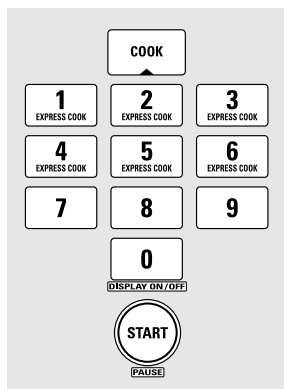 COOK
1 2 3
EXPRESS COOK EXPRESS COOK EXPRESS COOK
4 5 6
EXPRESS COOK EXPRESS COOK EXPRESS COOK
7 8 9
0
DISPLAY ON/OFF
START
PAUSE